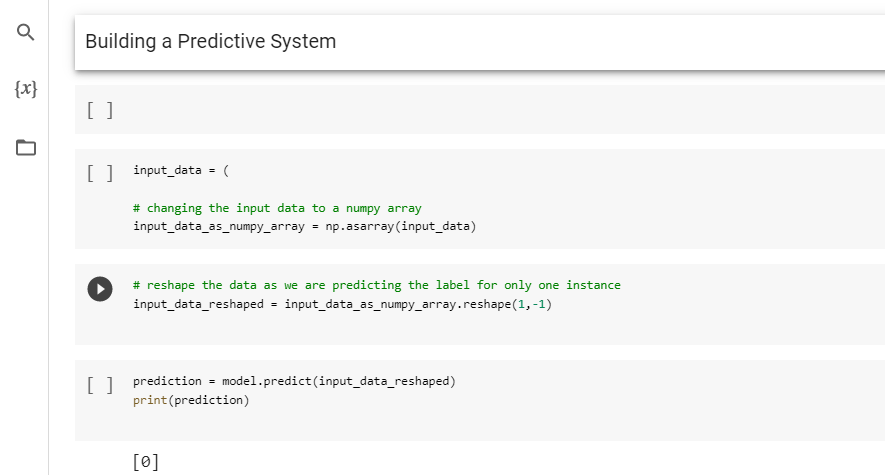 Building a Predictive System
{x}
[ ]
[ ] input_data = (
# changing the input data to a numpy array
input_data_as_numpy_array = np.asarray(input_data)
# reshape the data as we are predicting the label for only one instance
input_data_reshaped = input_data_as_numpy_array.reshape(1,-1)
[ ] prediction = model.predict(input_data_reshaped)
print(prediction)
[0]